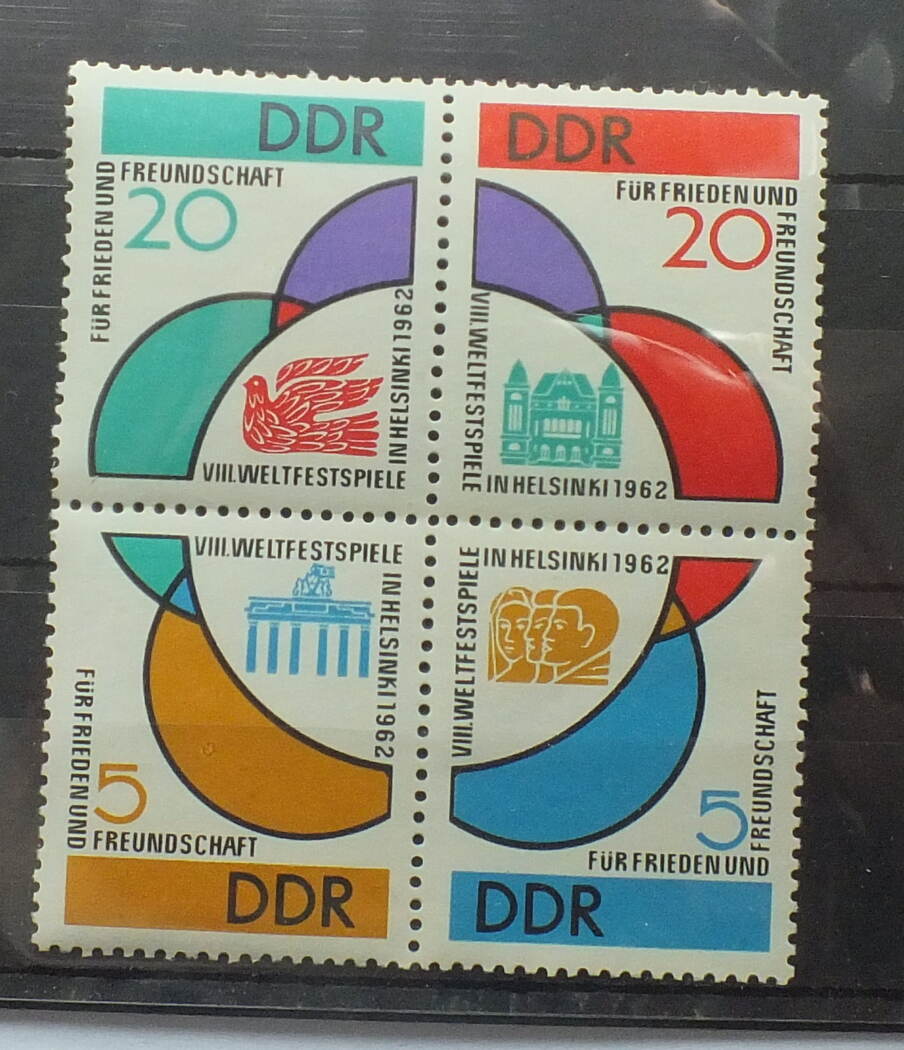 DDR
FÜR FRIEDEN UND
FREUNDSCHAFT
20
VIII. WELTFESTSPIELE
IN HELSINKI 1962
DDR
FÜR FRIEDEN UND
FREUNDSCHAFT
20
VIII. WELTFESTSPIELE
IN HELSINKI 1962
VIII. WELTFESTSPIELE
IN HELSINKI 1962
5
FÜR FRIEDEN UND
FREUNDSCHAFT
DDR
VIII. WELTFESTSPIELE
IN HELSINKI 1962
5
FÜR FRIEDEN UND
FREUNDSCHAFT
DDR